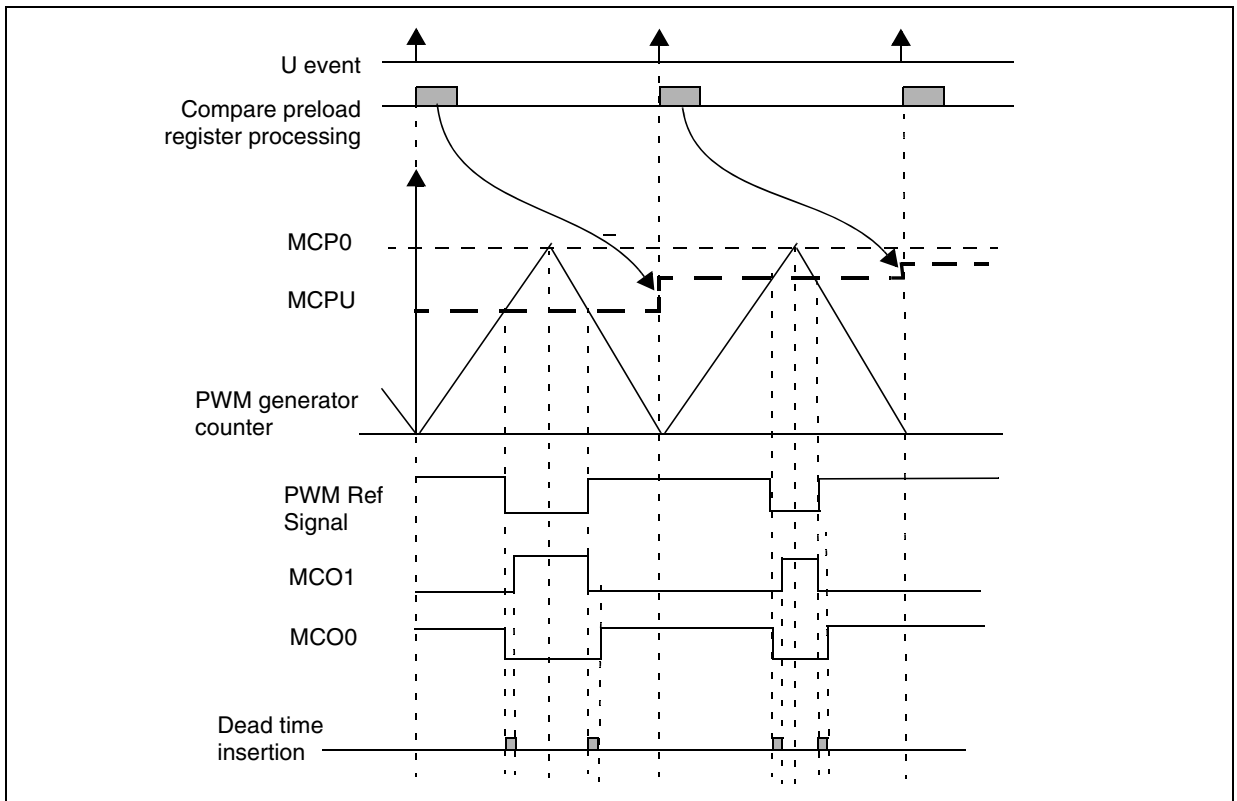 U event
Compare preload
register processing
MCP0
MCPU
PWM generator
counter
PWM Ref
Signal
MCO1
MCO0
Dead time
insertion